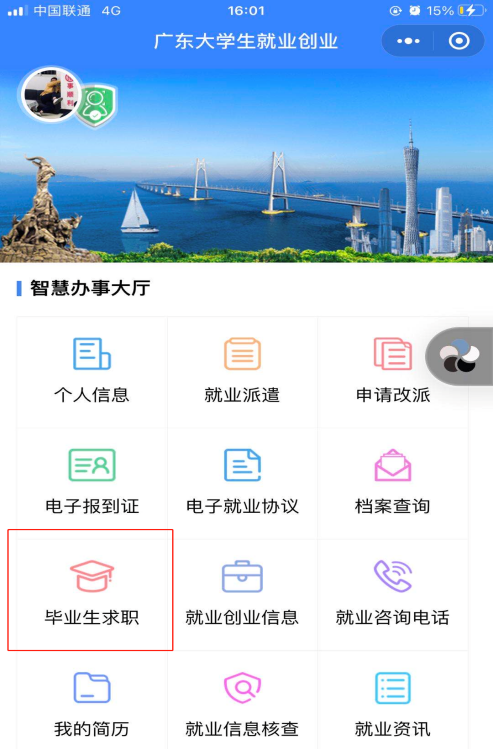 中国联通 4G 16:01 15%
广东大学生就业创业
事顺利
智慧办事大厅
个人信息 就业派遣 申请改派
电子报到证 电子就业协议 档案查询
毕业生求职 就业创业信息 就业咨询电话
我的简历 就业信息核查 就业资讯